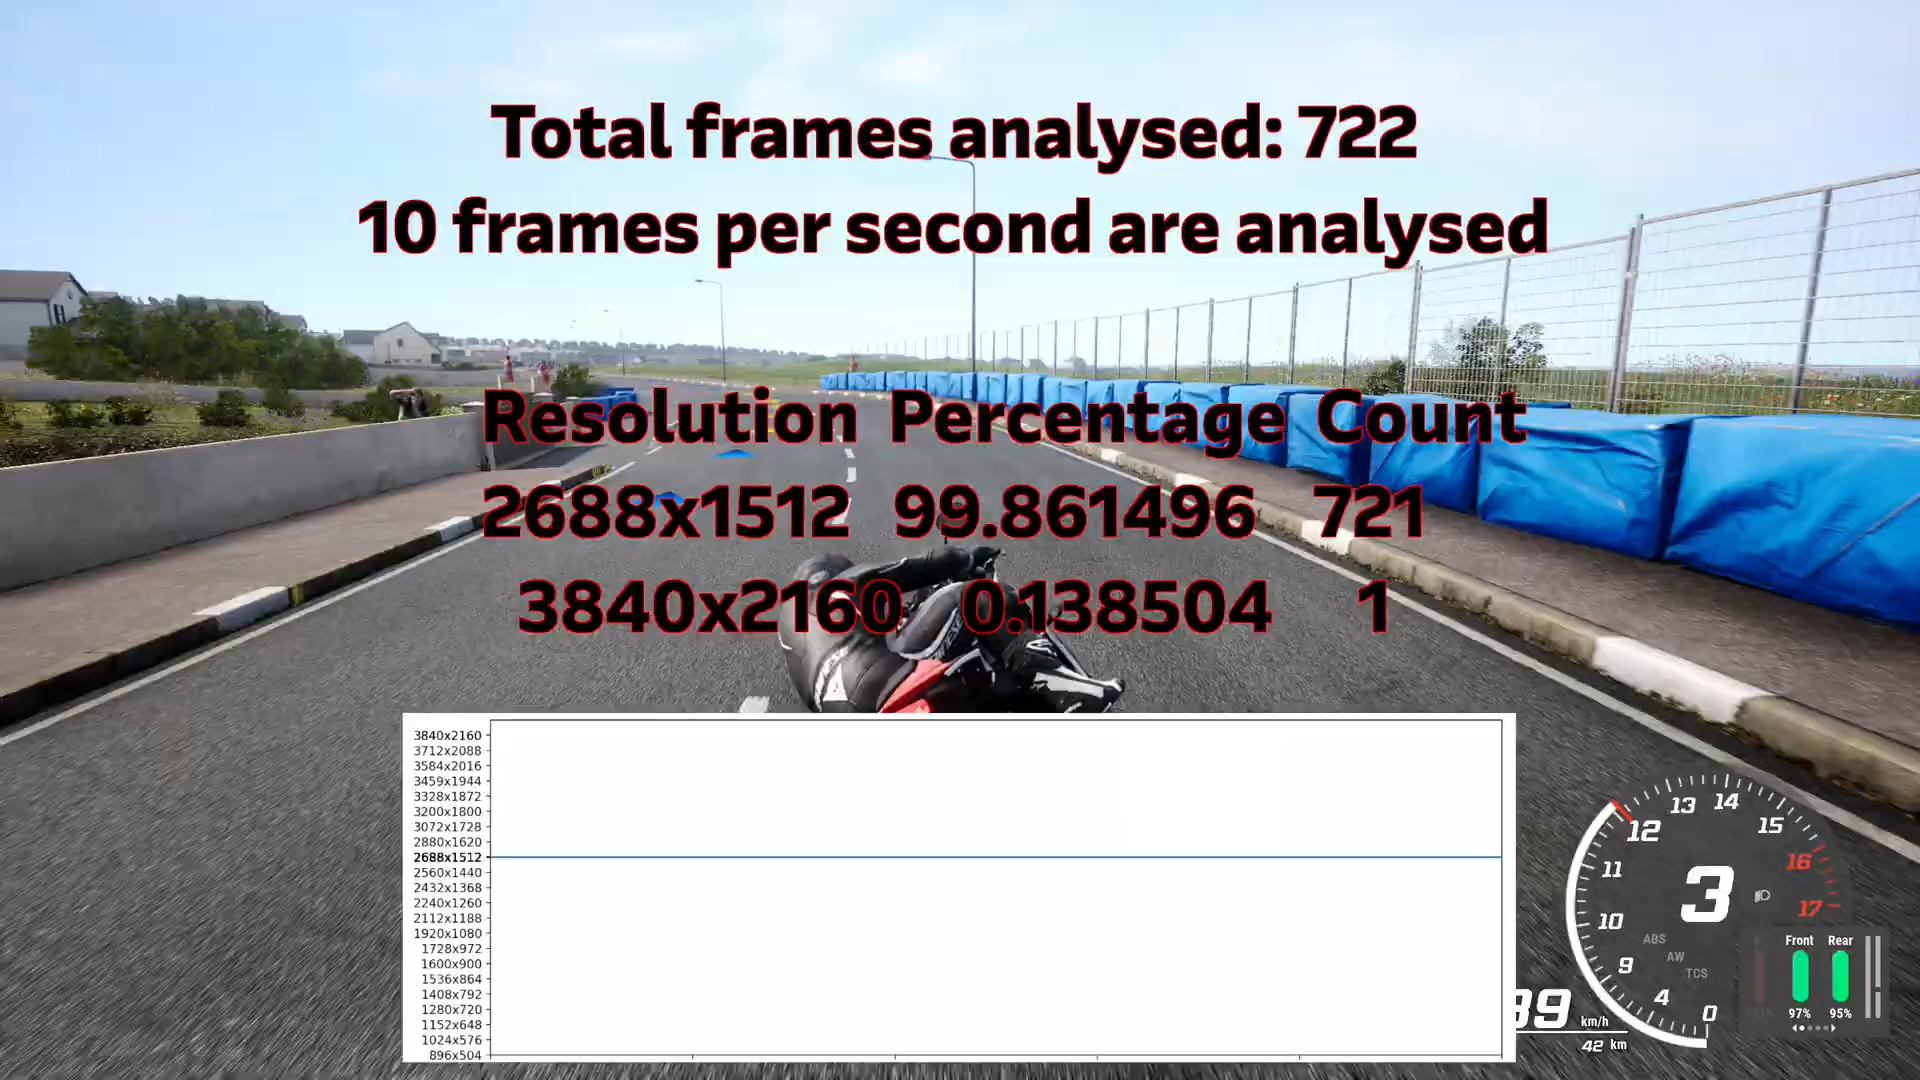 Total frames analysed: 722
10 frames per second are analysed
Resolution Percentage Count
2688x1512 99.861496 721
3840x2160 0.138504 1
3840x2160
3712x2088
3584x2016
3459x1944
3328x1872
3200x1800
3072x1728
2880x1620
2688x1512
2560x1440
2432x1368
2240x1260
2112x1188
1920x1080
1728x972
1600x900
1536x864
1408x792
1280x720
1152x648
1024x576
896x504
13 14
12 15
11 16
3
10 17
ABS
9 AW
TCS
4 0
Front Rear
97% 95%
39 km/h
42 km